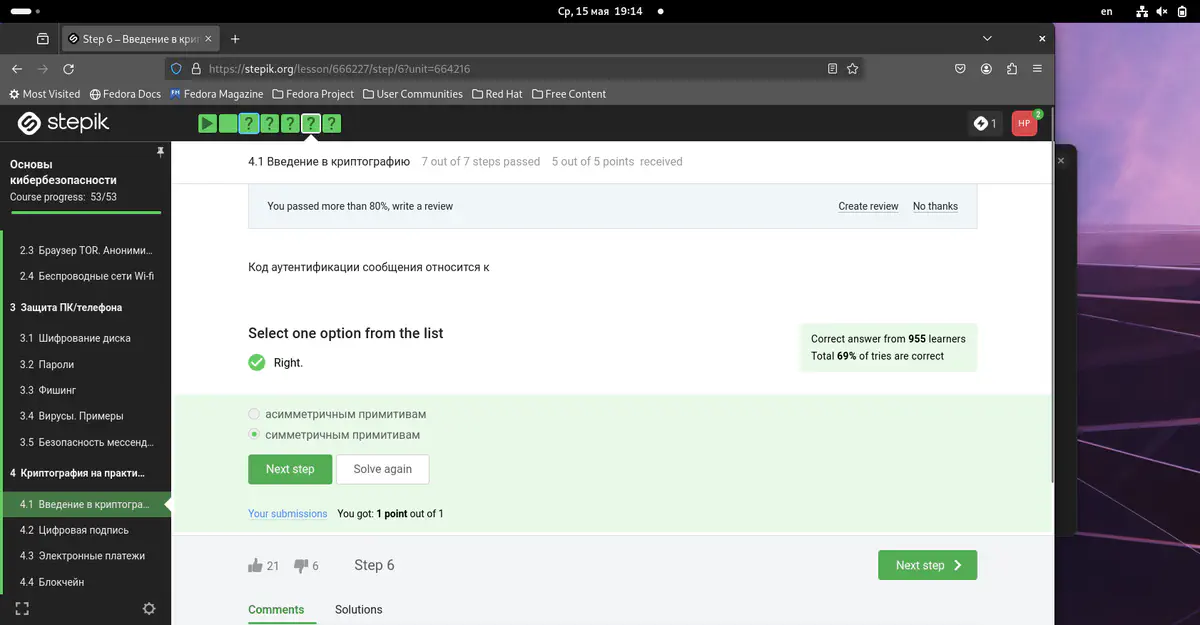 Ср, 15 мая 19:14
en
Step 6 – Введение в кри
https://stepik.org/lesson/666227/step/6?unit=664216
Most Visited Fedora Docs Fedora Magazine Fedora Project User Communities Red Hat Free Content
stepik
? ? ? ? ?
1
HP
2
Основы
кибербезопасности
Course progress: 53/53
2.3 Браузер TOR. Аноними...
2.4 Беспроводные сети Wi-fi
3 Защита ПК/телефона
3.1 Шифрование диска
3.2 Пароли
3.3 Фишинг
3.4 Вирусы. Примеры
3.5 Безопасность мессенд...
4 Криптография на практи...
4.1 Введение в криптогра...
4.2 Цифровая подпись
4.3 Электронные платежи
4.4 Блокчейн
4.1 Введение в криптографию 7 out of 7 steps passed 5 out of 5 points received
You passed more than 80%, write a review Create review No thanks
Код аутентификации сообщения относится к
Select one option from the list
Correct answer from 955 learners
Total 69% of tries are correct
Right.
асимметричным примитивам
симметричным примитивам
Next step Solve again
Your submissions You got: 1 point out of 1
21 6 Step 6 Next step
Comments Solutions